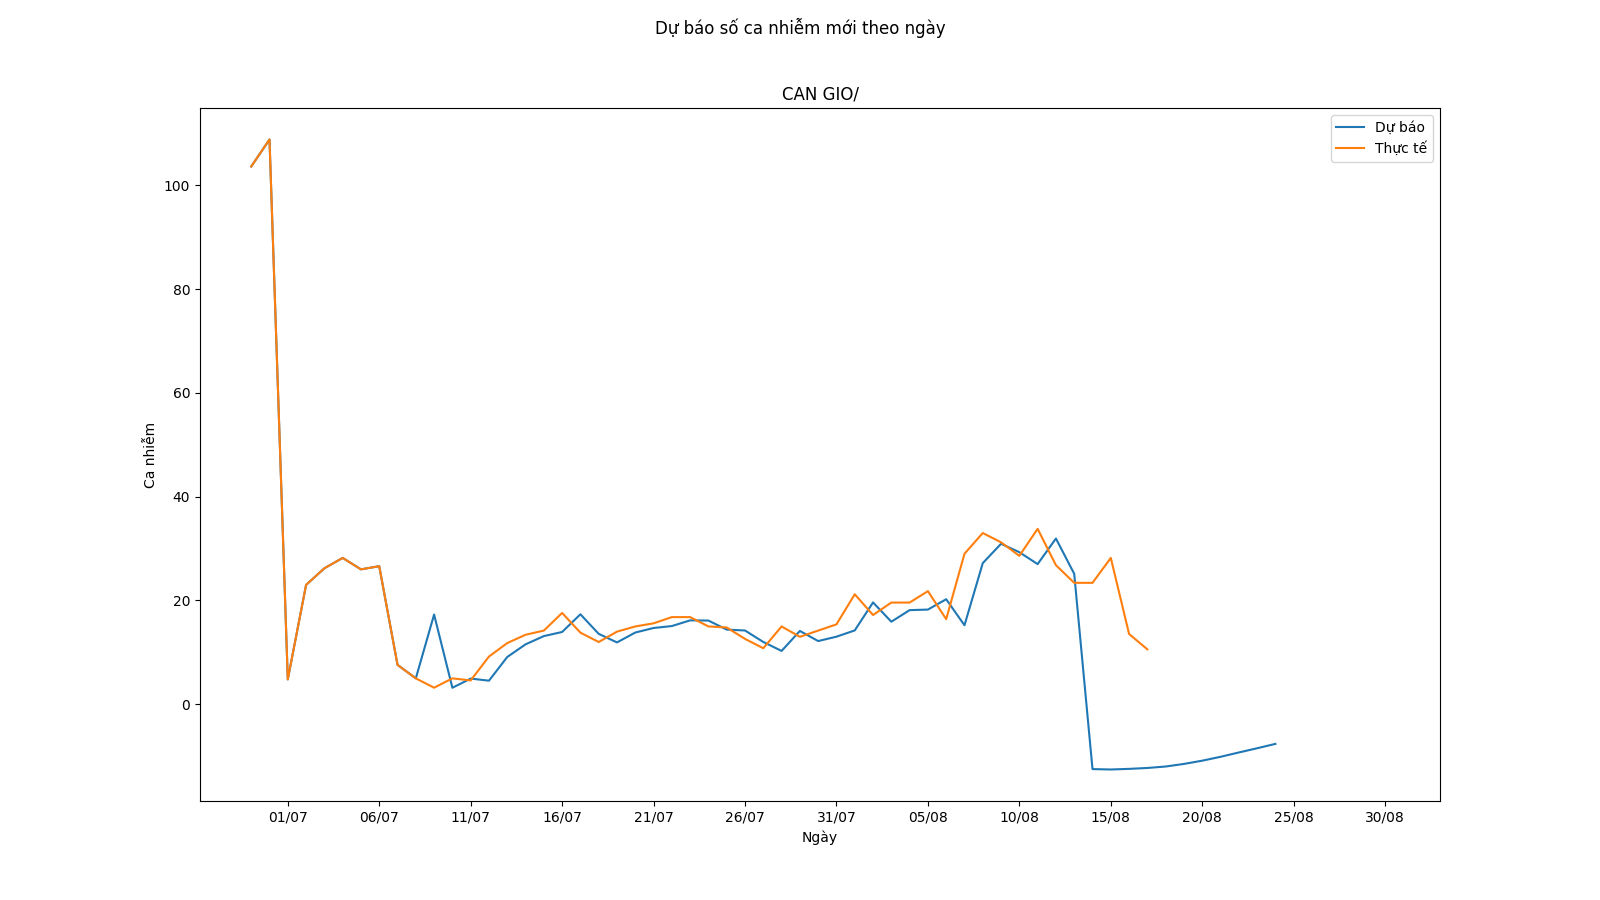 Dự báo số ca nhiễm mới theo ngày
CAN GIO/
Dự báo
Thực tế
100
80
60
40
20
0
Ca nhiễm
01/07 06/07 11/07 16/07 21/07 26/07 31/07 05/08 10/08 15/08 20/08 25/08 30/08
Ngày